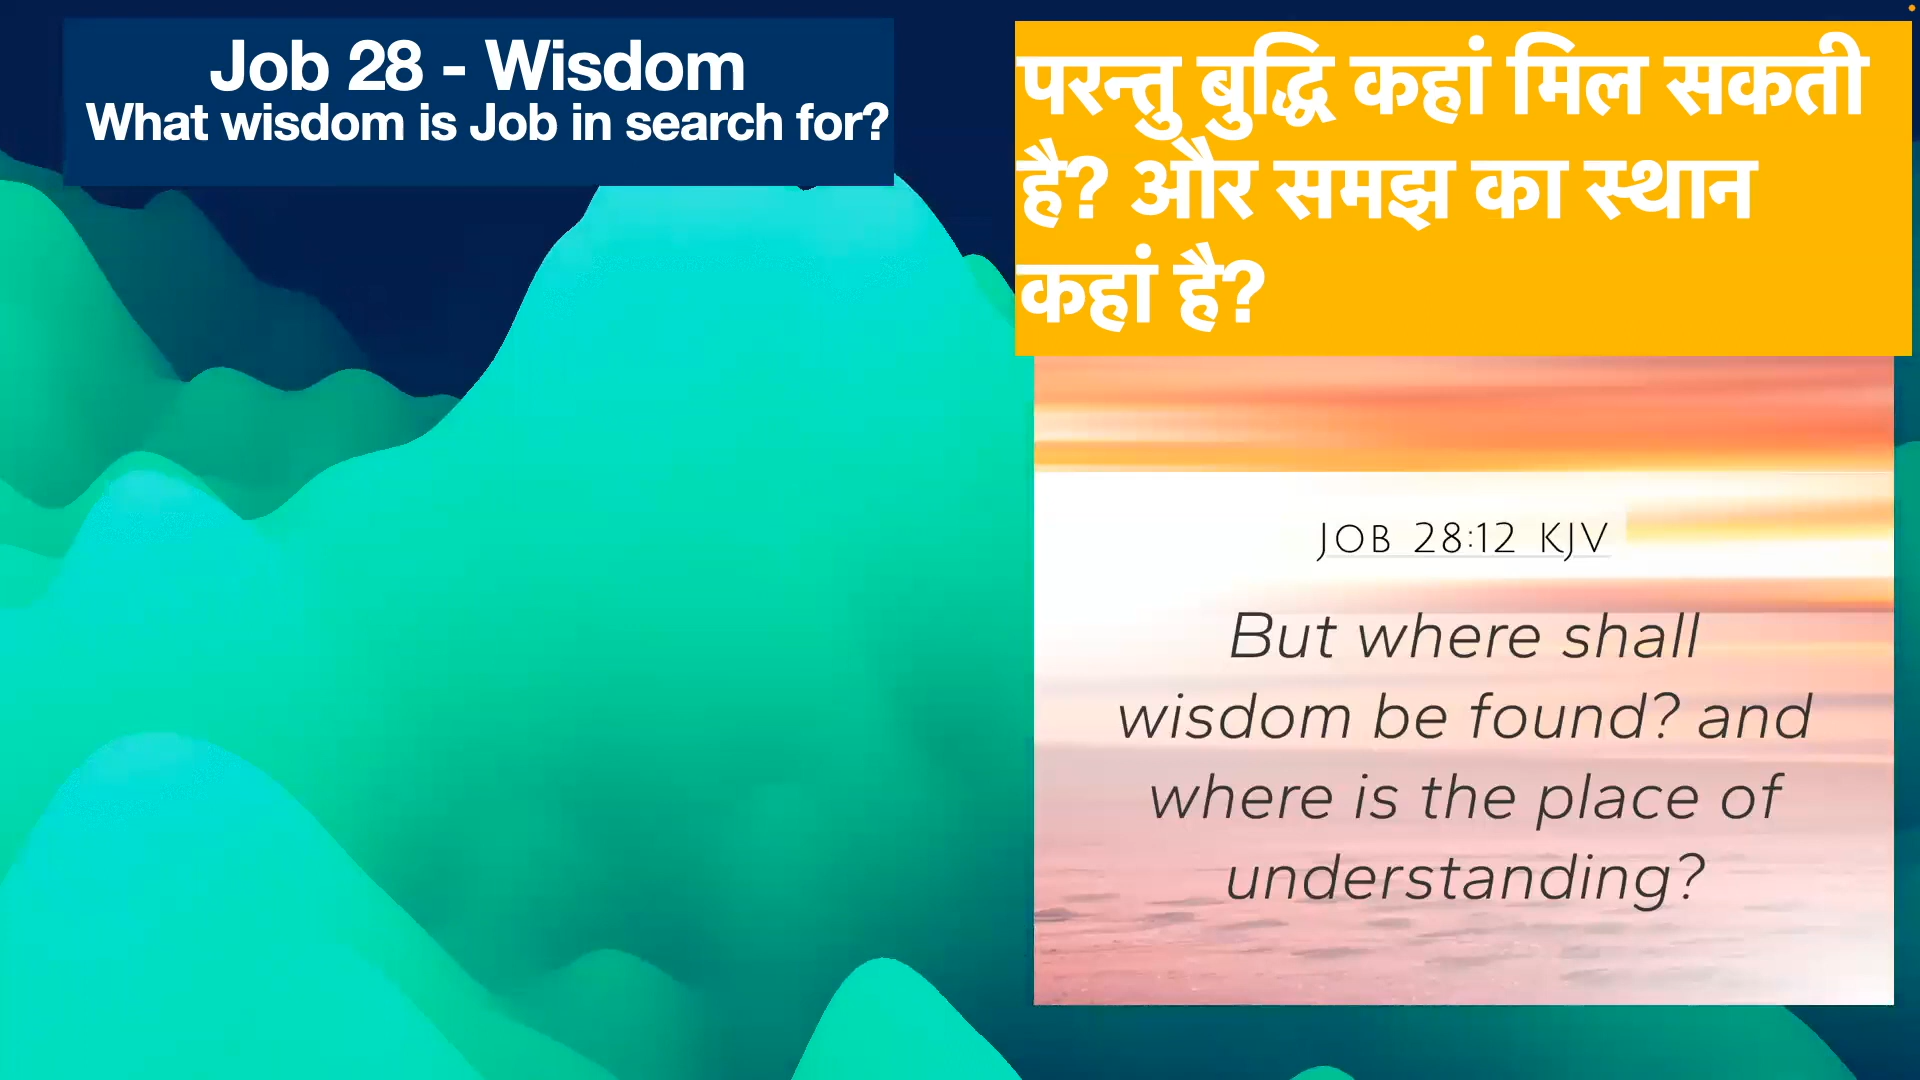 Job 28 - Wisdom
What wisdom is Job in search for?
परन्तु बुद्धि कहां मिल सकती
है? और समझ का स्थान
कहां है?
JOB 28:12 KJV
But where shall
wisdom be found? and
where is the place of
understanding?